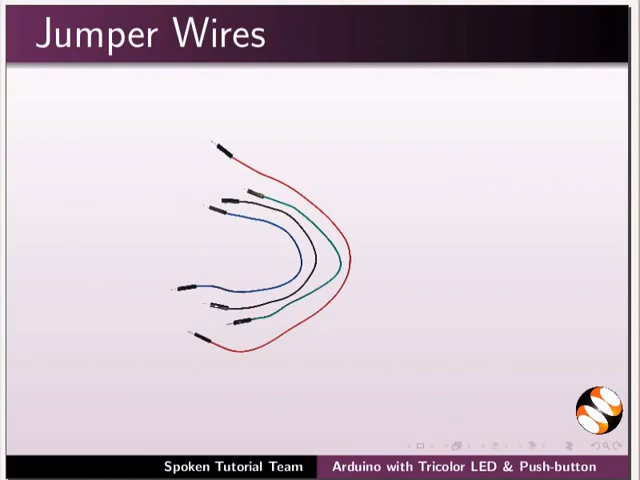 Jumper Wires
Spoken Tutorial Team
Arduino with Tricolor LED & Push-button